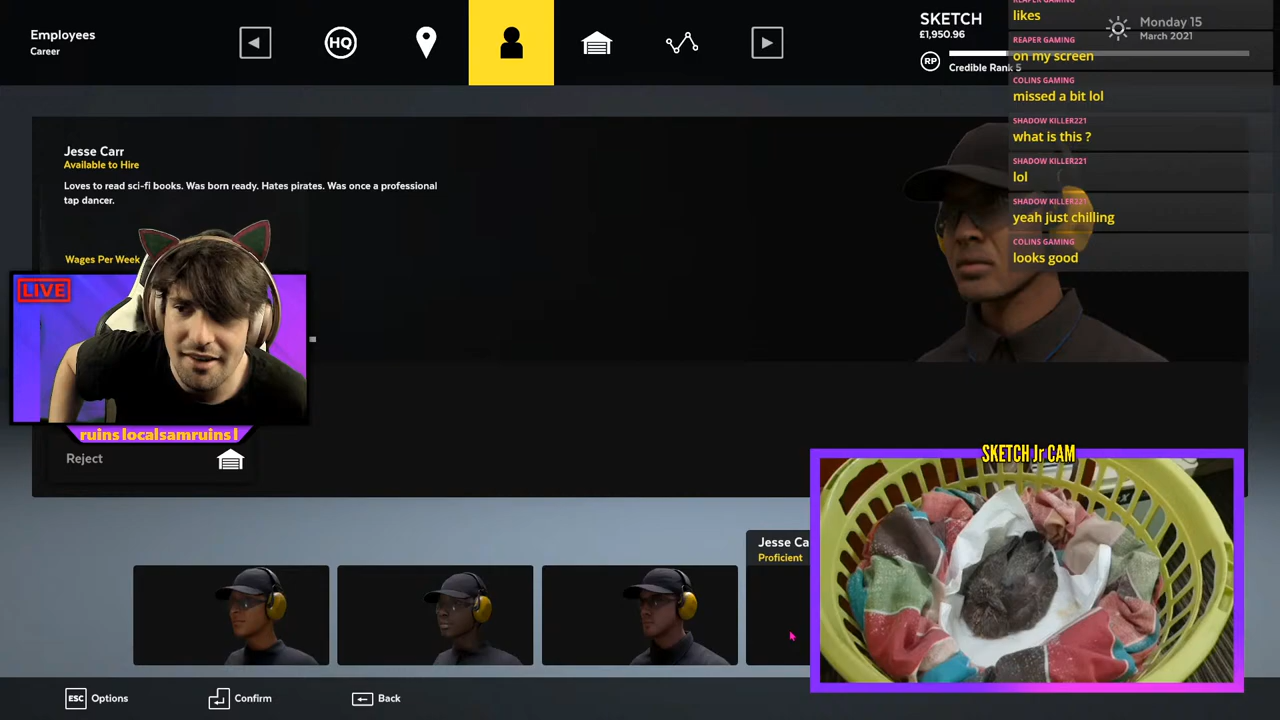 Employees
Career
HQ
SKETCH
£1,950.96
RP
Credible Rank 5
Monday 15
March 2021
REAPER GAMING
likes
REAPER GAMING
on my screen
COLINS GAMING
missed a bit lol
SHADOW KILLER221
what is this ?
SHADOW KILLER221
lol
SHADOW KILLER221
yeah just chilling
COLINS GAMING
looks good
Jesse Carr
Available to Hire
Loves to read sci-fi books. Was born ready. Hates pirates. Was once a professional
tap dancer.
Wages Per Week
LIVE
ruins localsamruins l
Reject
SKETCH Jr CAM
Jesse Ca
Proficient
ESC Options
Confirm
Back